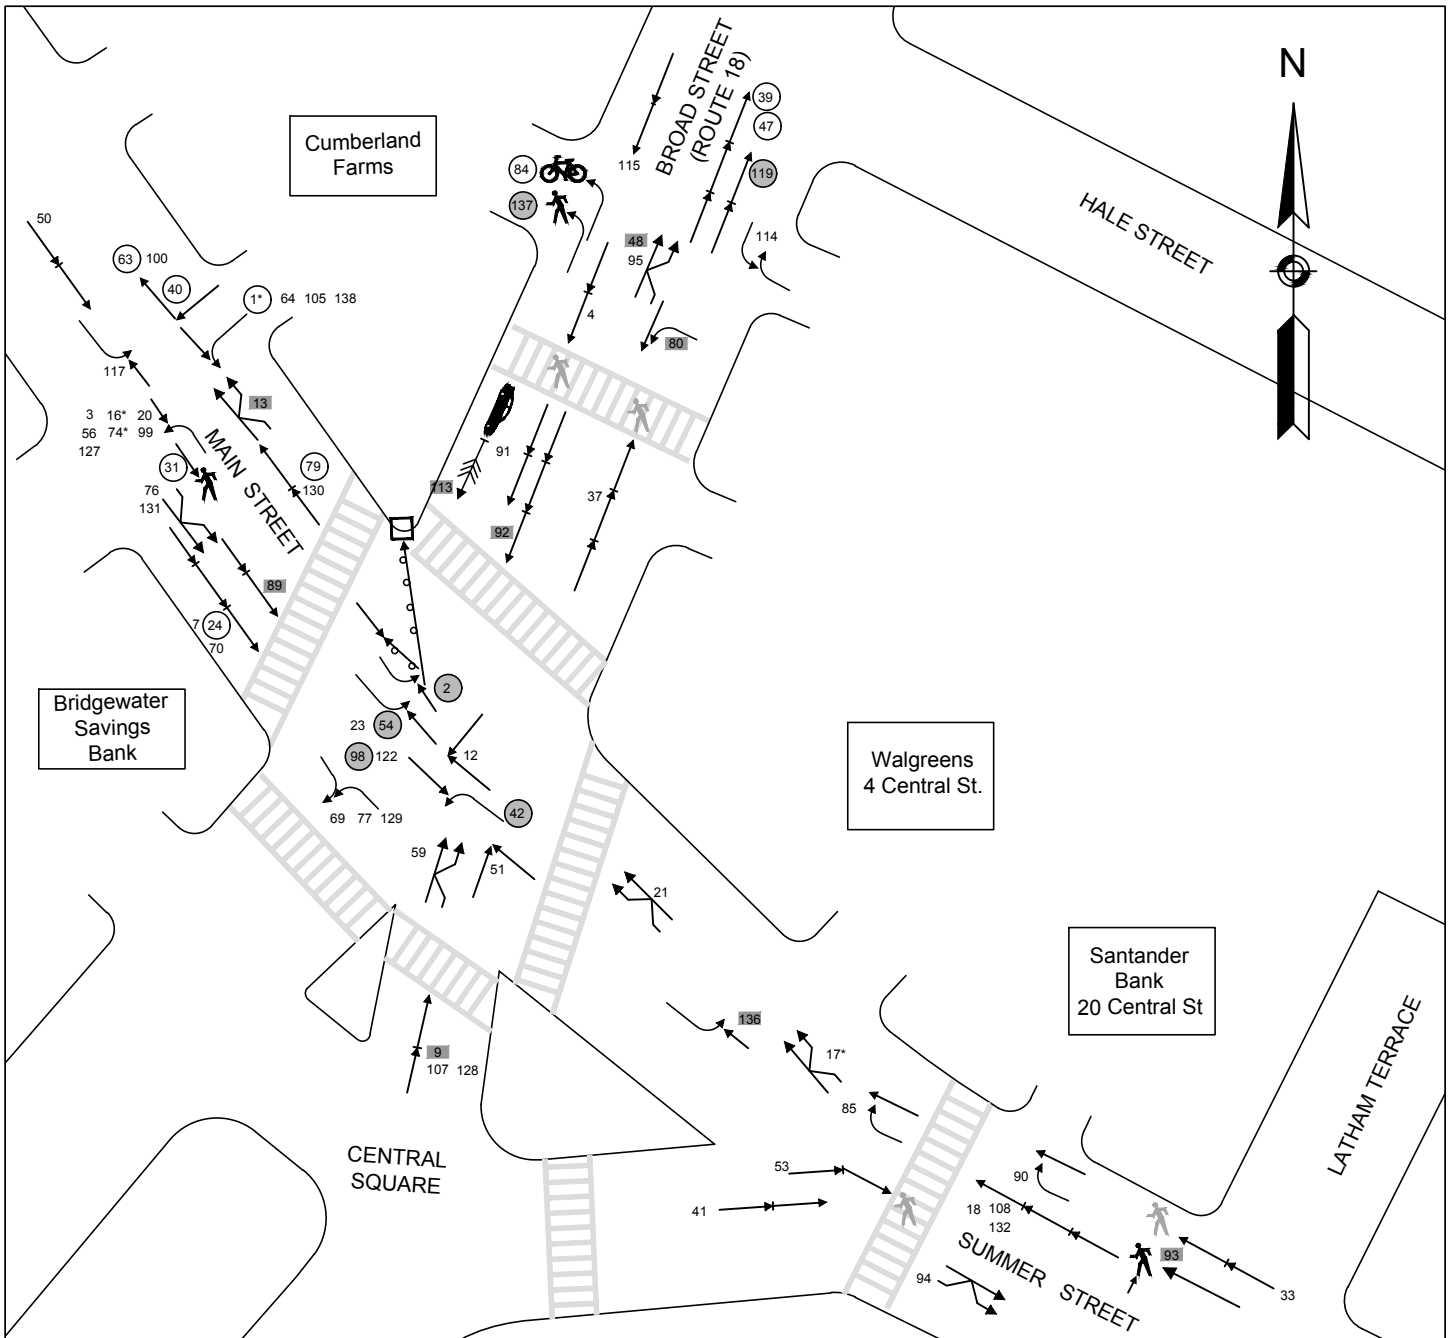 N
BROAD STREET
(ROUTE 18)
39
47
119
115
Cumberland
Farms
84
137
HALE STREET
50
48
95
114
63 100
40
1* 64 105 138
4
80
117
13
3 16* 20
56 74* 99
127
MAIN STREET
31
76
131
79
130
91
113
37
92
89
7 24
70
Bridgewater
Savings
Bank
2
23 54
98 122
12
69 77 129
42
59
51
Walgreens
4 Central St.
21
Santander
Bank
20 Central St
LATHAM TERRACE
136
17*
9
107 128
85
CENTRAL
SQUARE
53
41
90
18 108
132
SUMMER STREET
93
94
33